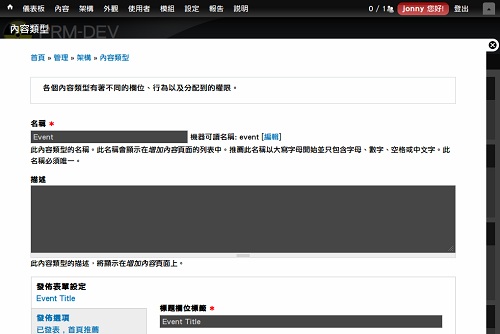 儀表板 內容 架構 外觀 使用者 模組 設定 報告 說明 0 / 1 jonny 您好! 登出
PRM-DEV
內容類型
首頁 » 管理 » 架構 » 內容類型
各個內容類型有著不同的欄位、行為以及分配到的權限。
名稱 *
Event 機器可讀名稱: event [編輯]
此內容類型的名稱。此名稱會顯示在增加內容頁面的列表中。推薦此名稱以大寫字母開始並只包含字母、數字、空格或中文字。此
名稱必須唯一。
描述
此內容類型的描述，將顯示在增加內容頁面上。
發佈表單設定
Event Title
發佈選項
已發表，首頁推薦
標題欄位標籤 *
Event Title